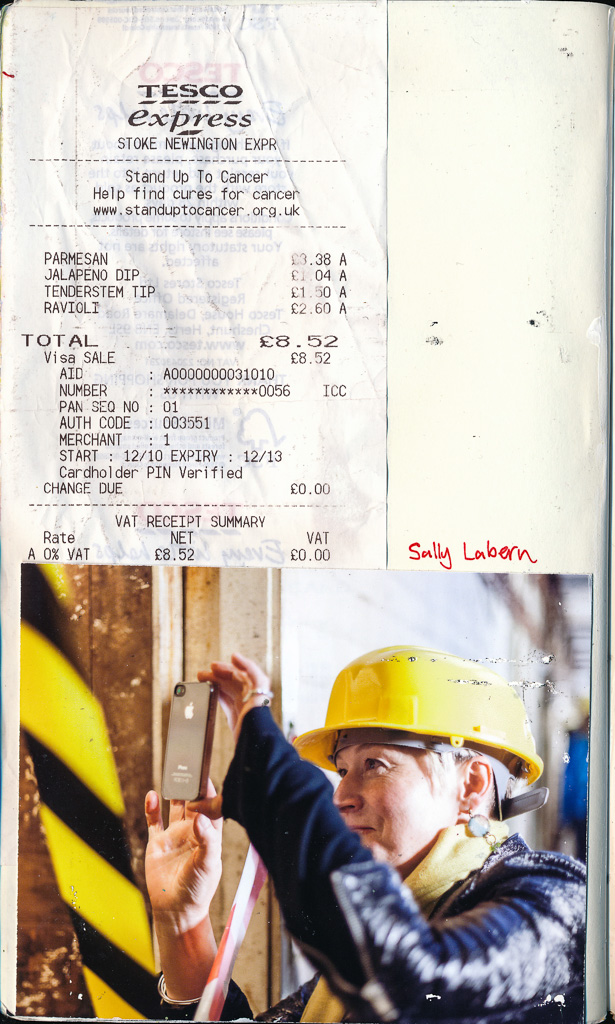 TESCO
express
STOKE NEWINGTON EXPR
Stand Up To Cancer
Help find cures for cancer
www.standuptocancer.org.uk
PARMESAN £3.38 A
JALAPENO DIP £1.04 A
TENDERSTEM TIP £1.50 A
RAVIOLI £2.60 A
TOTAL £8.52
Visa SALE £8.52
AID : A0000000031010
NUMBER : ************0056 ICC
PAN SEQ NO : 01
AUTH CODE : 003551
MERCHANT : 1
START : 12/10 EXPIRY : 12/13
Cardholder PIN Verified
CHANGE DUE £0.00
VAT RECEIPT SUMMARY
Rate NET VAT
A 0% VAT £8.52 £0.00
Sally Labern